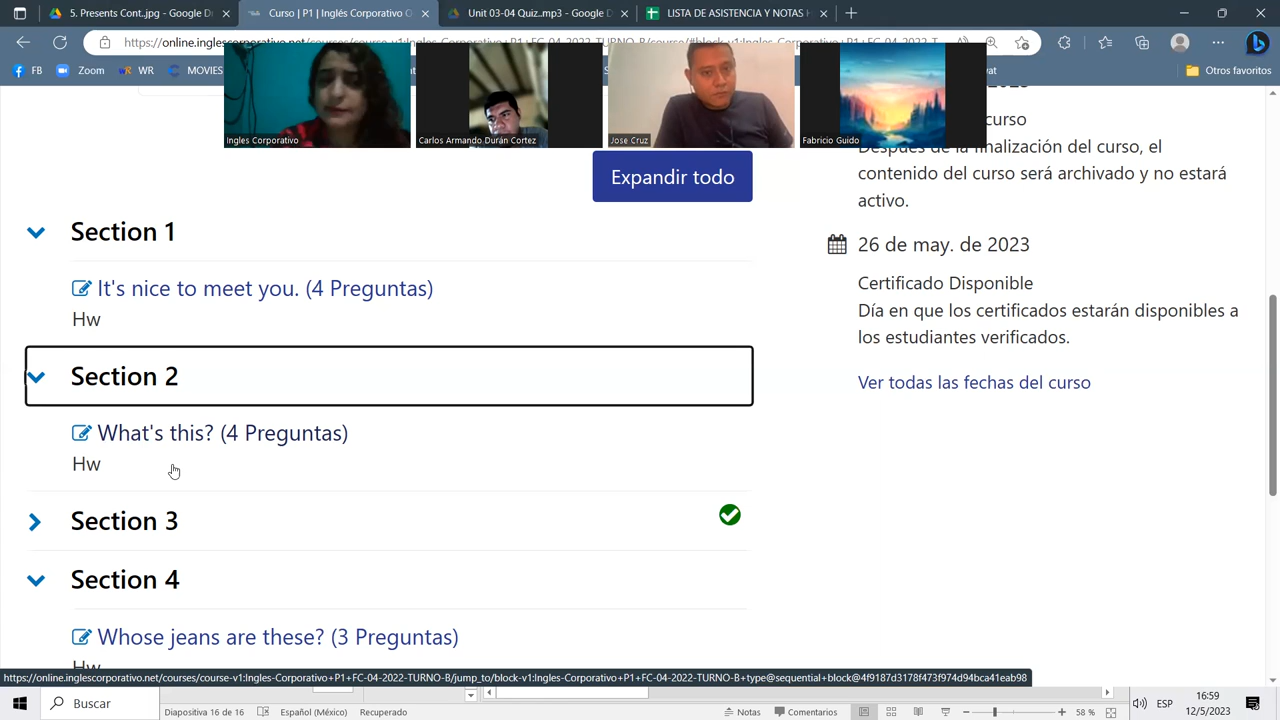 5. Presents Cont.jpg - Google D
Curso | P1 | Inglés Corporativo O
Unit 03-04 Quiz.mp3 - Google D
LISTA DE ASISTENCIA Y NOTAS
https://online.inglescorporativo.net/courses/course-v1:Ingles-Corporativo+P1+FC-04-2022-TURNO-B/course/#block-v1:Ingles-Corporativo+P1+FC-04-2022-T
FB
Zoom
WR
MOVIES
Otros favoritos
Ingles Corporativo
Carlos Armando Durán Cortez
Jose Cruz
Fabricio Guido
curso
Después de la finalización del curso, el
contenido del curso será archivado y no estará
activo.
Expandir todo
26 de may. de 2023
Certificado Disponible
Día en que los certificados estarán disponibles a
los estudiantes verificados.
Ver todas las fechas del curso
Section 1
It's nice to meet you. (4 Preguntas)
Hw
Section 2
What's this? (4 Preguntas)
Hw
Section 3
Section 4
Whose jeans are these? (3 Preguntas)
Hw
https://online.inglescorporativo.net/courses/course-v1:Ingles-Corporativo+P1+FC-04-2022-TURNO-B/jump_to/block-v1:Ingles-Corporativo+P1+FC-04-2022-TURNO-B+type@sequential+block@4f9187d3178f473f974d94bca41eab98
Buscar
Diapositiva 16 de 16
Español (México)
Recuperado
Notas
Comentarios
58 %
ESP
16:59
12/5/2023